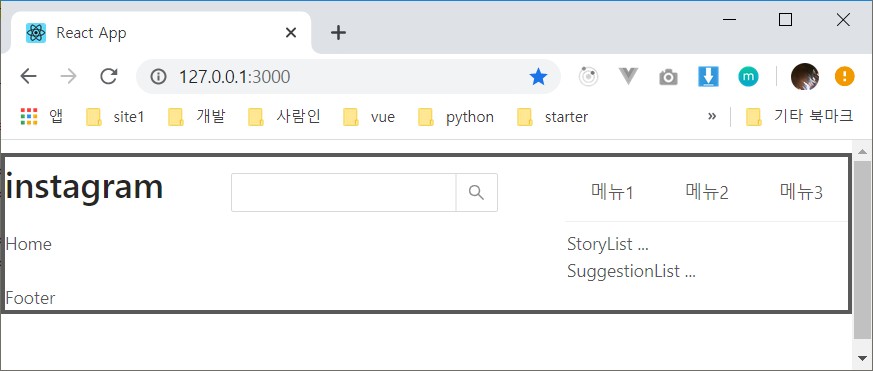 React App
127.0.0.1:3000
앱 site1 개발 사람인 vue python starter » 기타 북마크
instagram 메뉴1 메뉴2 메뉴3
Home StoryList ...
SuggestionList ...
Footer